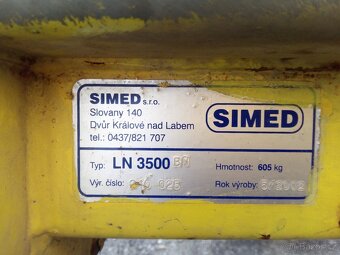 SIMED s.r.o.
Slovany 140
Dvůr Králové nad Labem
tel.: 0437/821 707
SIMED
Typ: LN 3500 Hmotnost: 605 kg
Výr. číslo: 025 Rok výroby: